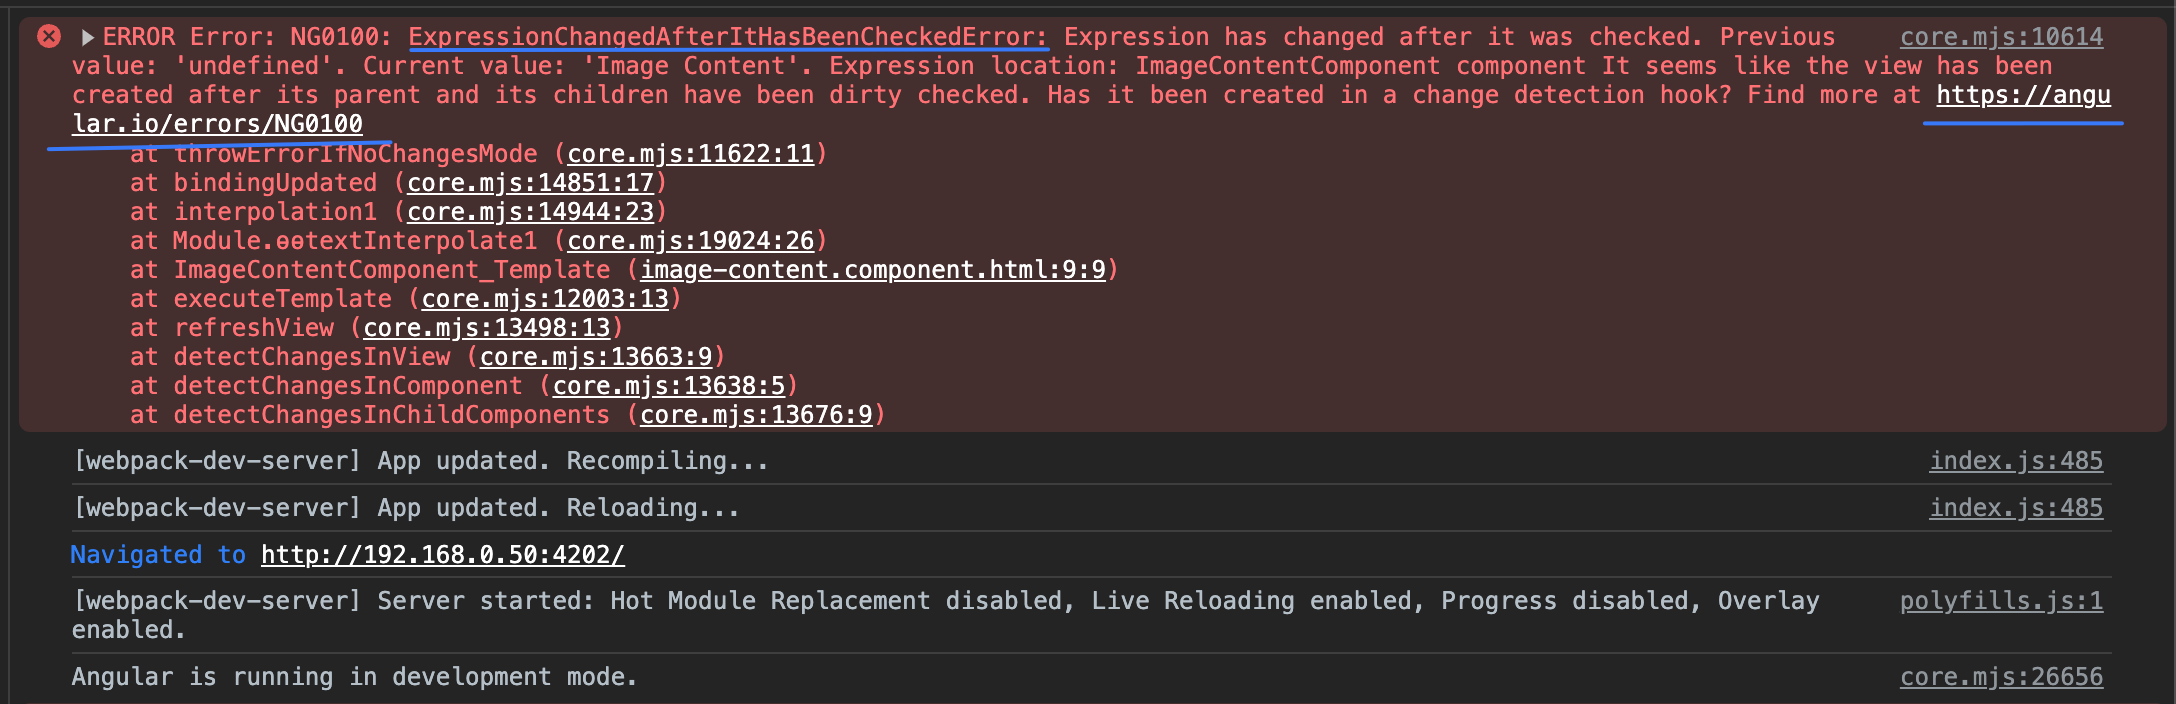 ERROR Error: NG0100: ExpressionChangedAfterItHasBeenCheckedError: Expression has changed after it was checked. Previous core.mjs:10614
value: 'undefined'. Current value: 'Image Content'. Expression location: ImageContentComponent component It seems like the view has been
created after its parent and its children have been dirty checked. Has it been created in a change detection hook? Find more at https://angu
lar.io/errors/NG0100
at throwErrorIfNoChangesMode (core.mjs:11622:11)
at bindingUpdated (core.mjs:14851:17)
at interpolation1 (core.mjs:14944:23)
at Module.ɵɵtextInterpolate1 (core.mjs:19024:26)
at ImageContentComponent_Template (image-content.component.html:9:9)
at executeTemplate (core.mjs:12003:13)
at refreshView (core.mjs:13498:13)
at detectChangesInView (core.mjs:13663:9)
at detectChangesInComponent (core.mjs:13638:5)
at detectChangesInChildComponents (core.mjs:13676:9)
[webpack-dev-server] App updated. Recompiling... index.js:485
[webpack-dev-server] App updated. Reloading... index.js:485
Navigated to http://192.168.0.50:4202/
[webpack-dev-server] Server started: Hot Module Replacement disabled, Live Reloading enabled, Progress disabled, Overlay polyfills.js:1
enabled.
Angular is running in development mode. core.mjs:26656